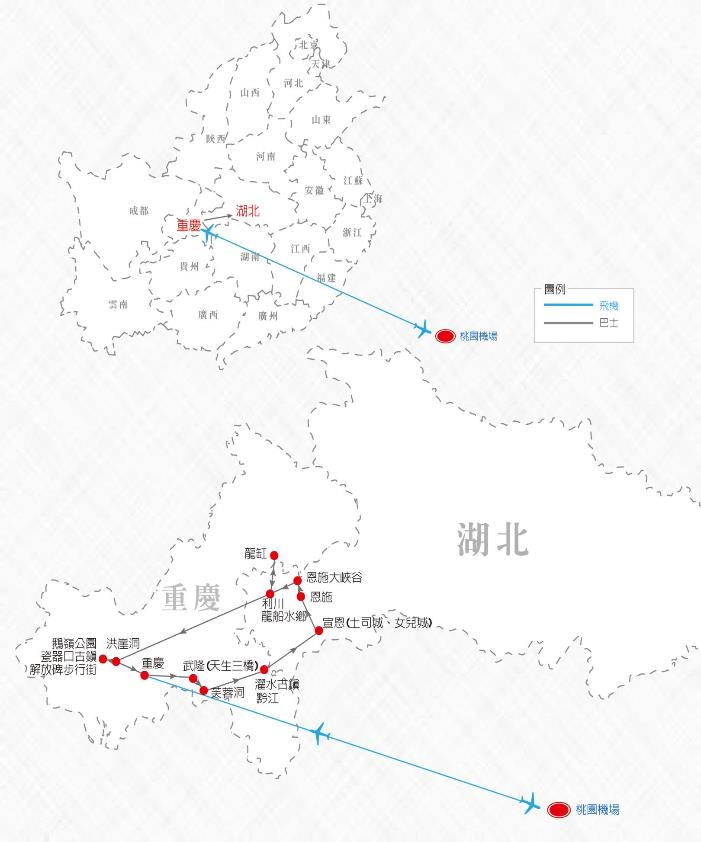 北京
天津
河北
山西
山東
陝西
河南
江蘇
安徽
上海
成都
湖北
重慶
浙江
江西
湖南
貴州
福建
雲南
廣西
廣州
圖例
飛機
巴士
桃園機場
湖北
重慶
龍缸
恩施大峽谷
恩施
利川
龍船水鄉
宣恩(土司城、女兒城)
鵝嶺公園
瓷器口古鎮
解放碑步行街
洪崖洞
重慶
武隆(天生三橋)
芙蓉洞
濯水古鎮
黔江
桃園機場